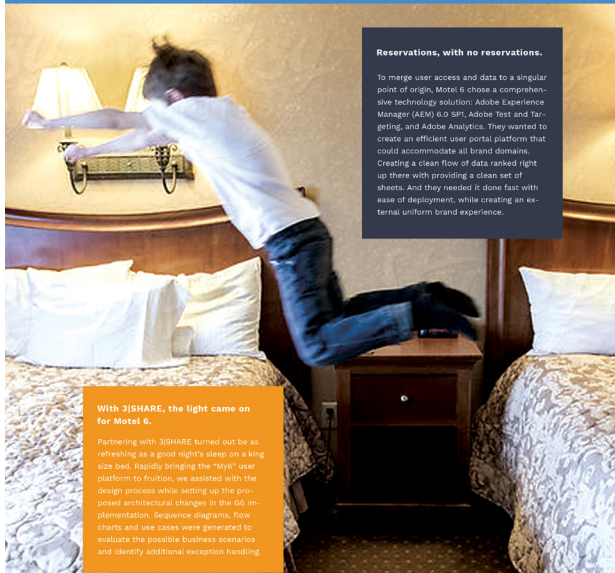 Reservations, with no reservations.
To merge user access and data to a singular
point of origin, Motel 6 chose a comprehen-
sive technology solution: Adobe Experience
Manager (AEM) 6.0 SP1, Adobe Test and Tar-
geting, and Adobe Analytics. They wanted to
create an efficient user portal platform that
could accommodate all brand domains.
Creating a clean flow of data ranked right
up there with providing a clean set of
sheets. And they needed it done fast with
ease of deployment, while creating an ex-
ternal uniform brand experience.
With 3|SHARE, the light came on
for Motel 6.
Partnering with 3|SHARE turned out be as
refreshing as a good night's sleep on a king
size bed. Rapidly bringing the “My6” user
platform to fruition, we assisted with the
design process while setting up the pro-
posed architectural changes in the G6 im-
plementation. Sequence diagrams, flow
charts and use cases were generated to
evaluate the possible business scenarios
and identify additional exception handling.